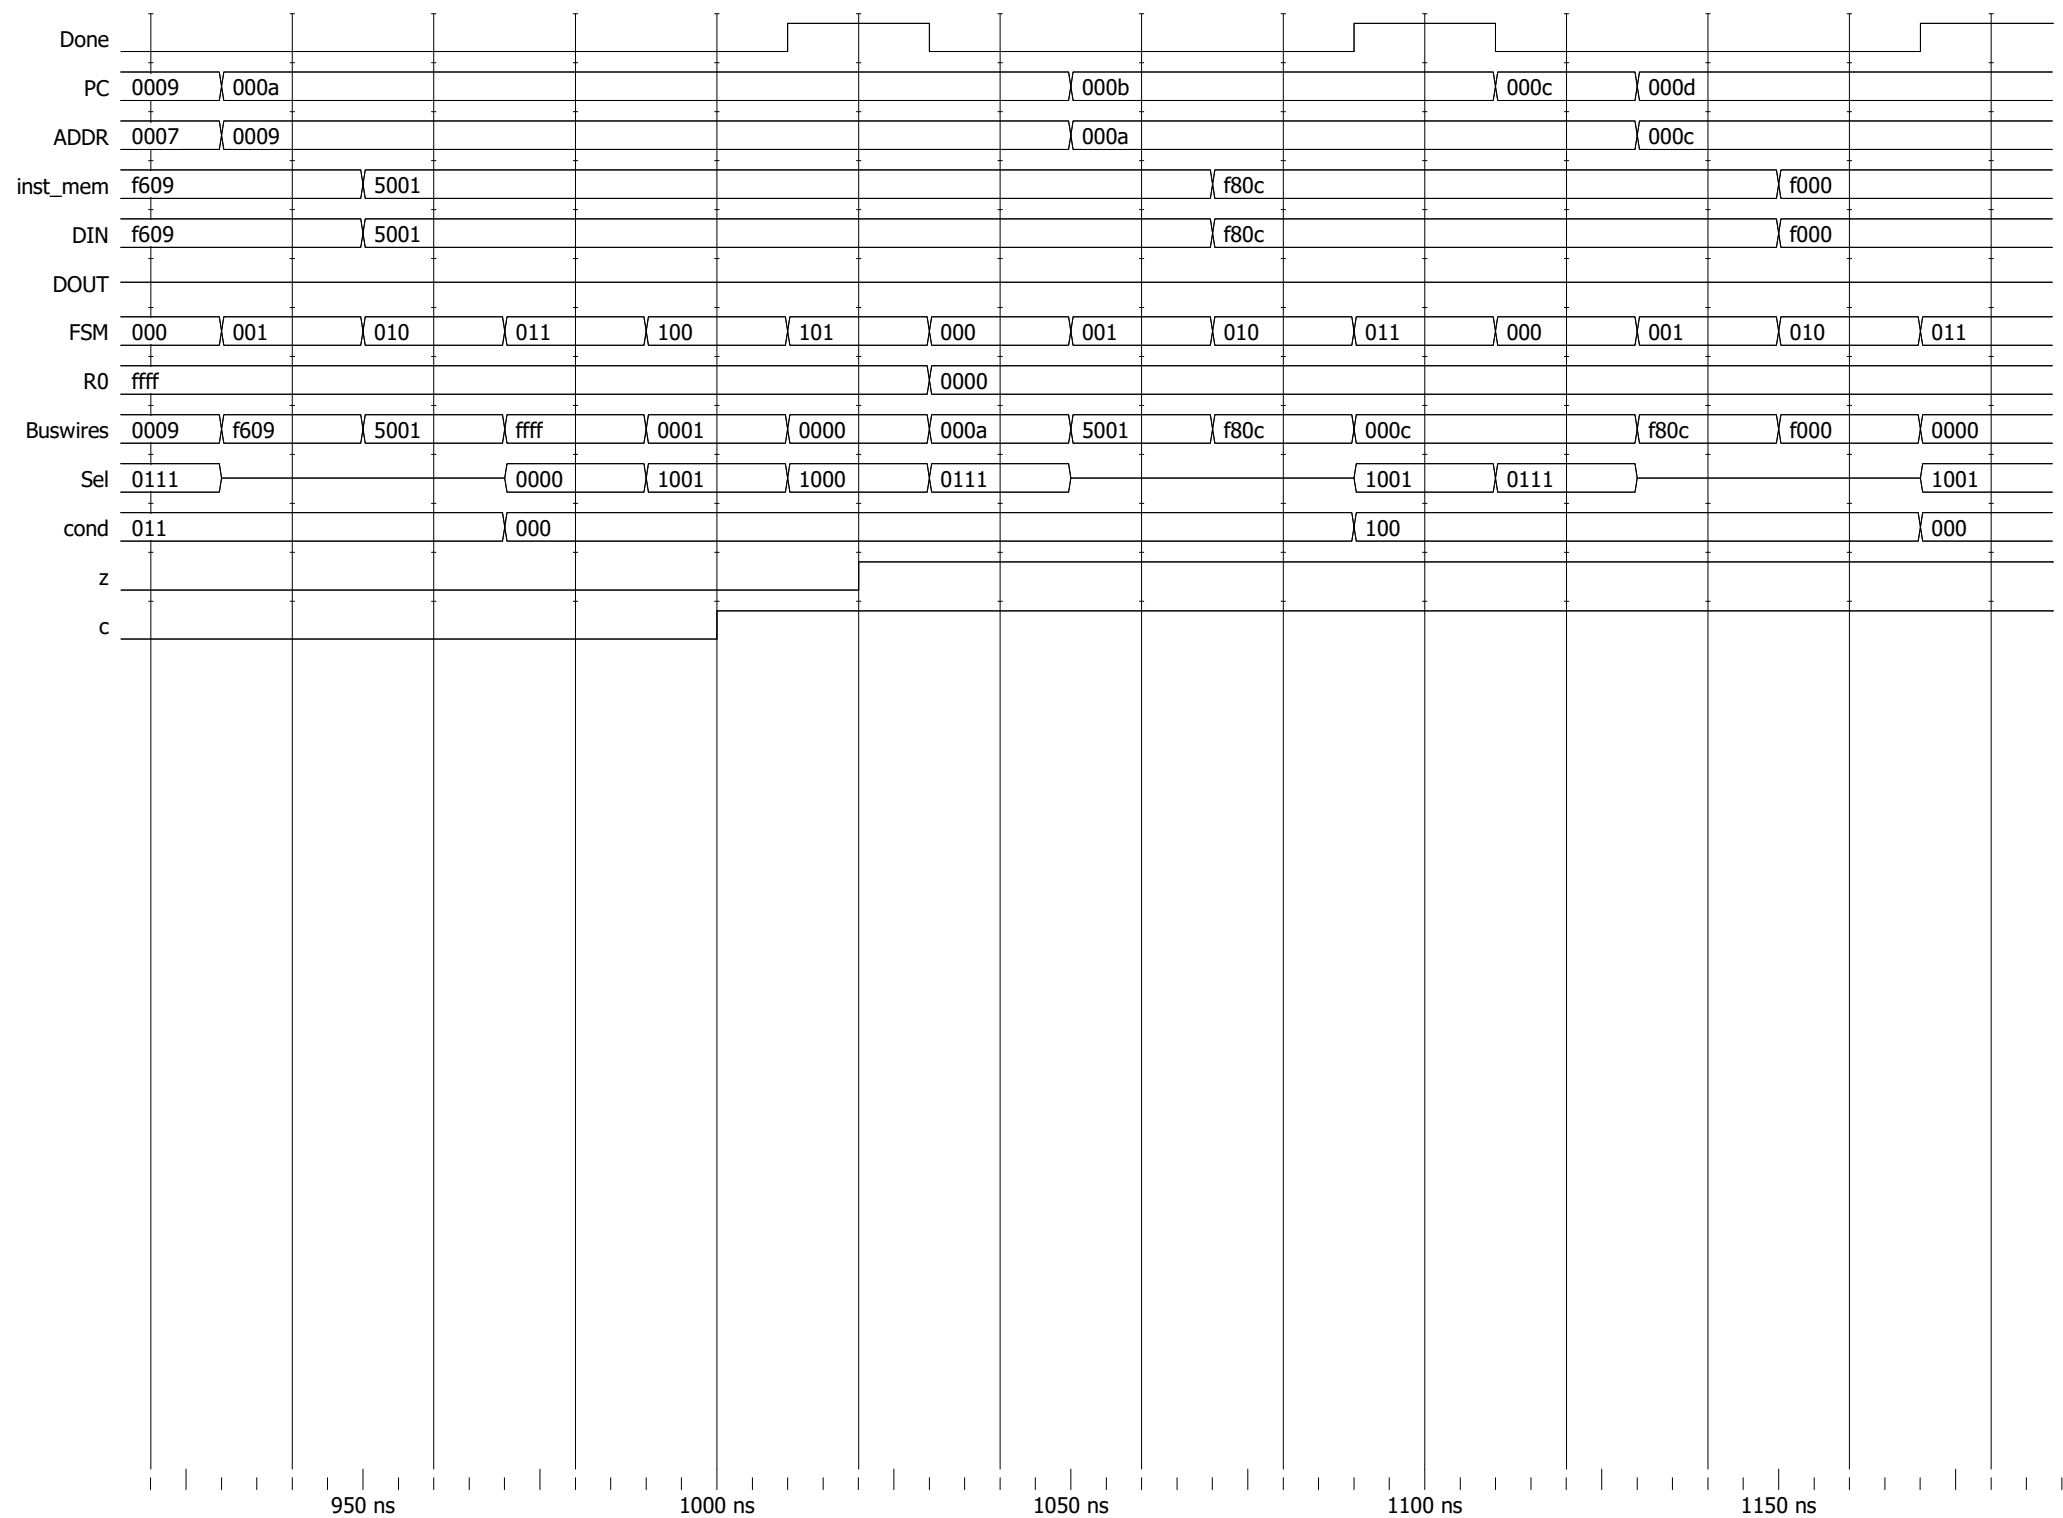 Done
PC 0009 000a 000b 000c 000d
ADDR 0007 0009 000a 000c
inst_mem f609 5001 f80c f000
DIN f609 5001 f80c f000
DOUT
FSM 000 001 010 011 100 101 000 001 010 011 000 001 010 011
R0 ffff 0000
Buswires 0009 f609 5001 ffff 0001 0000 000a 5001 f80c 000c f80c f000 0000
Sel 0111 0000 1001 1000 0111 1001 0111 1001
cond 011 000 100 000
z
c
950 ns 1000 ns 1050 ns 1100 ns 1150 ns